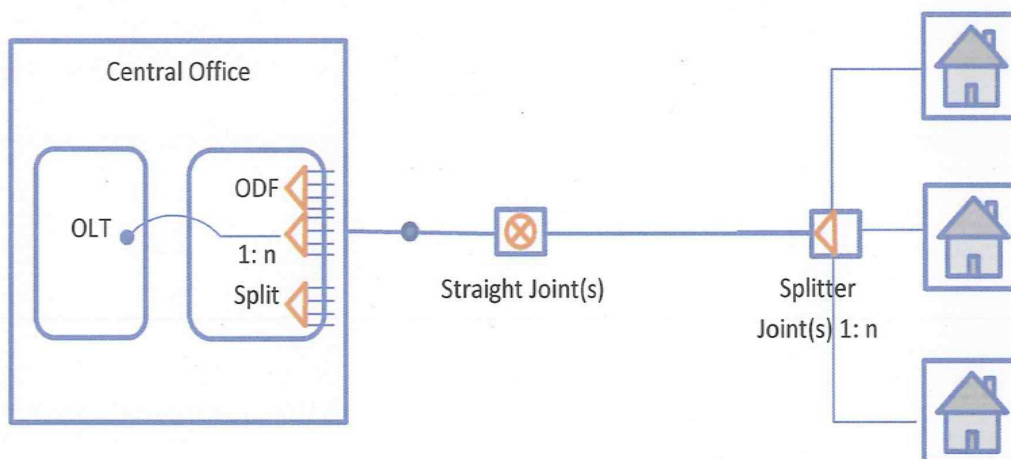 Central Office
ODF
OLT
1: n
Split
Straight Joint(s)
Splitter
Joint(s) 1: n